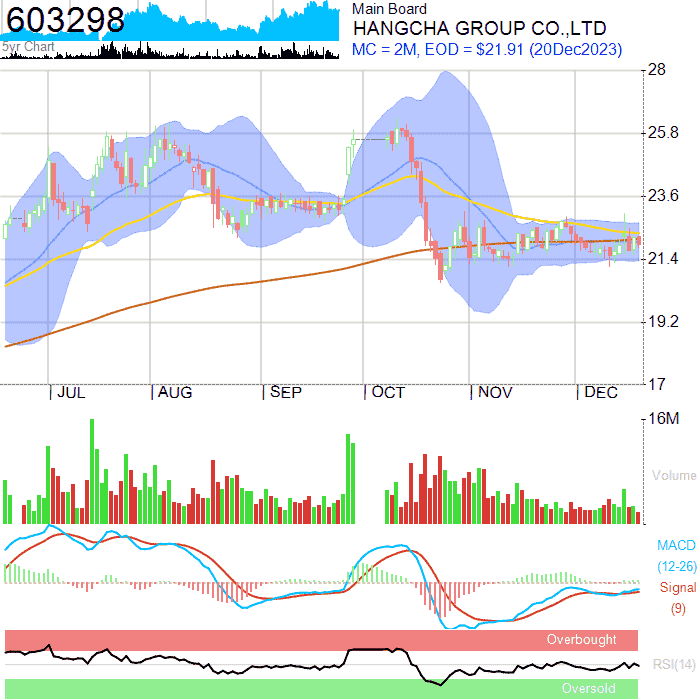 603298
5yr Chart
Main Board
HANGCHA GROUP CO.,LTD
MC = 2M, EOD = $21.91 (20Dec2023)
28
25.8
23.6
21.4
19.2
17
JUL AUG SEP OCT NOV DEC
16M
Volume
MACD
(12-26)
Signal
(9)
Overbought
RSI(14)
Oversold